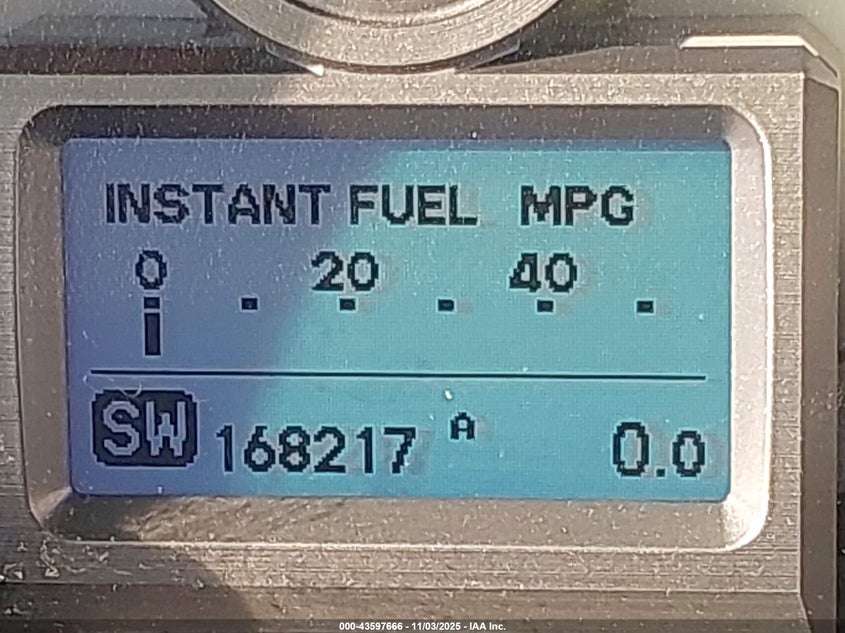 INSTANT FUEL MPG
0 20 40
SW 168217 A 0.0
000-43597666 - 11/03/2025 - IAA Inc.